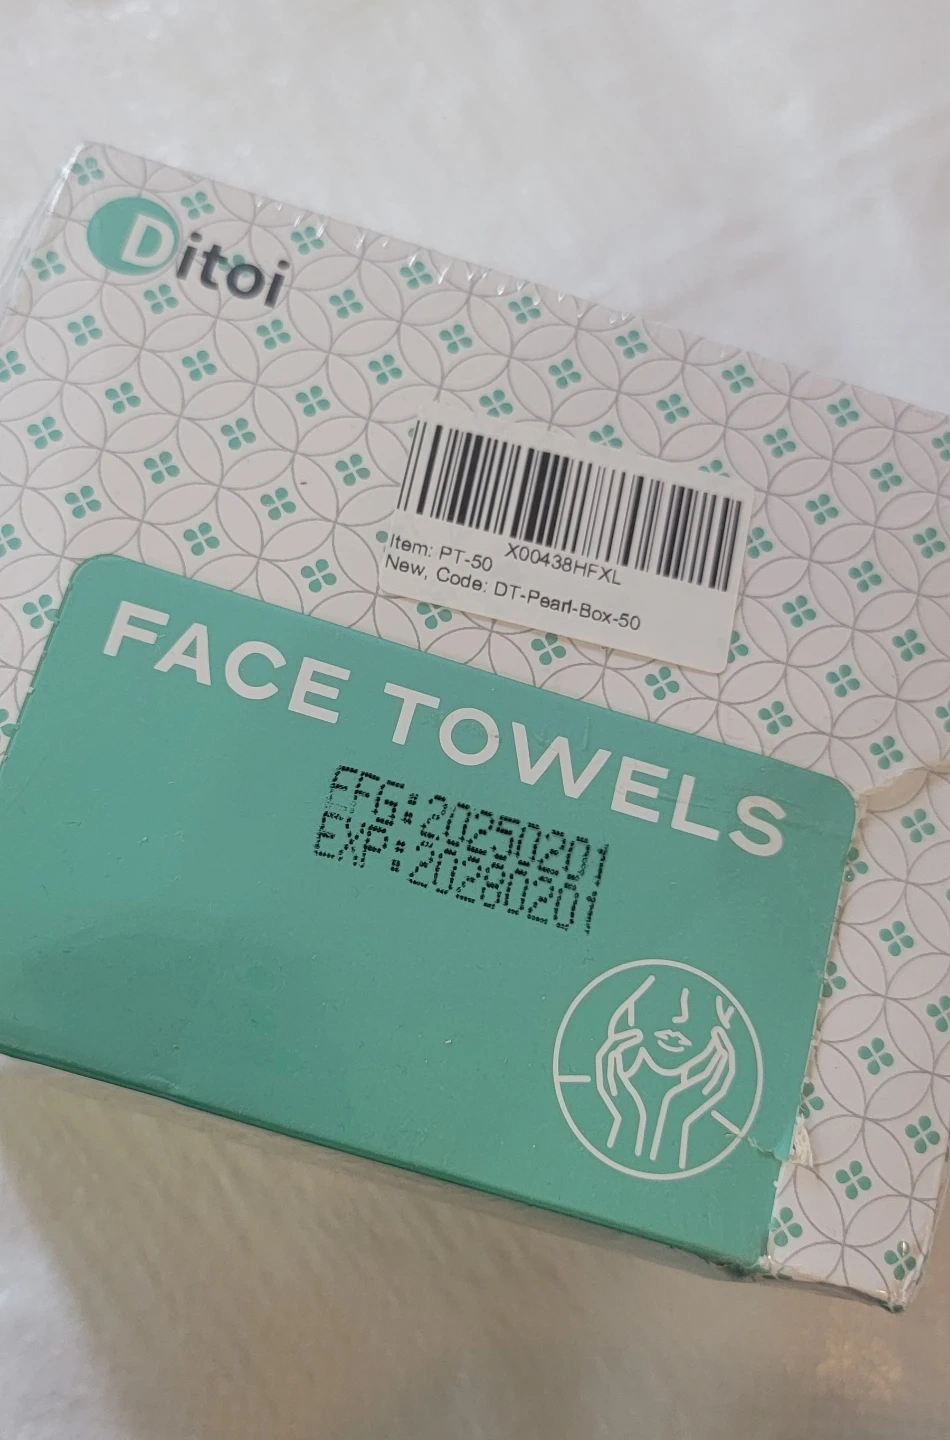 Ditoi
X00438HFXL
Item: PT-50
New, Code: DT-Pearl-Box-50
FACE TOWELS
EFG:20250201
EXP:20280201